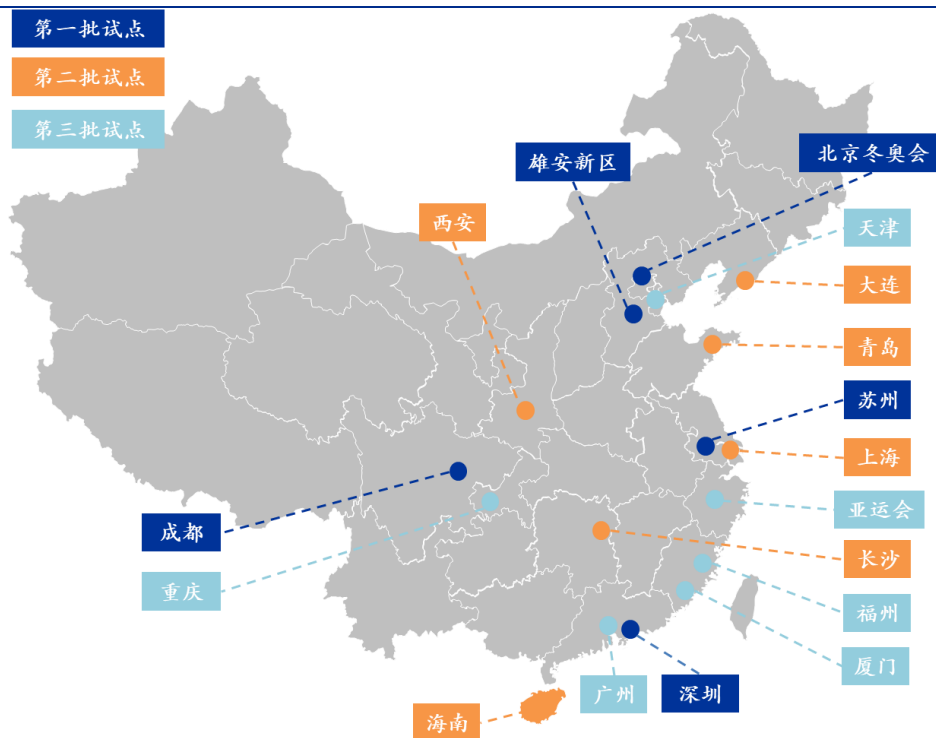 第一批试点
第二批试点
第三批试点
北京冬奥会
雄安新区
西安
天津
大连
青岛
苏州
上海
亚运会
成都
长沙
重庆
福州
厦门
广州
深圳
海南